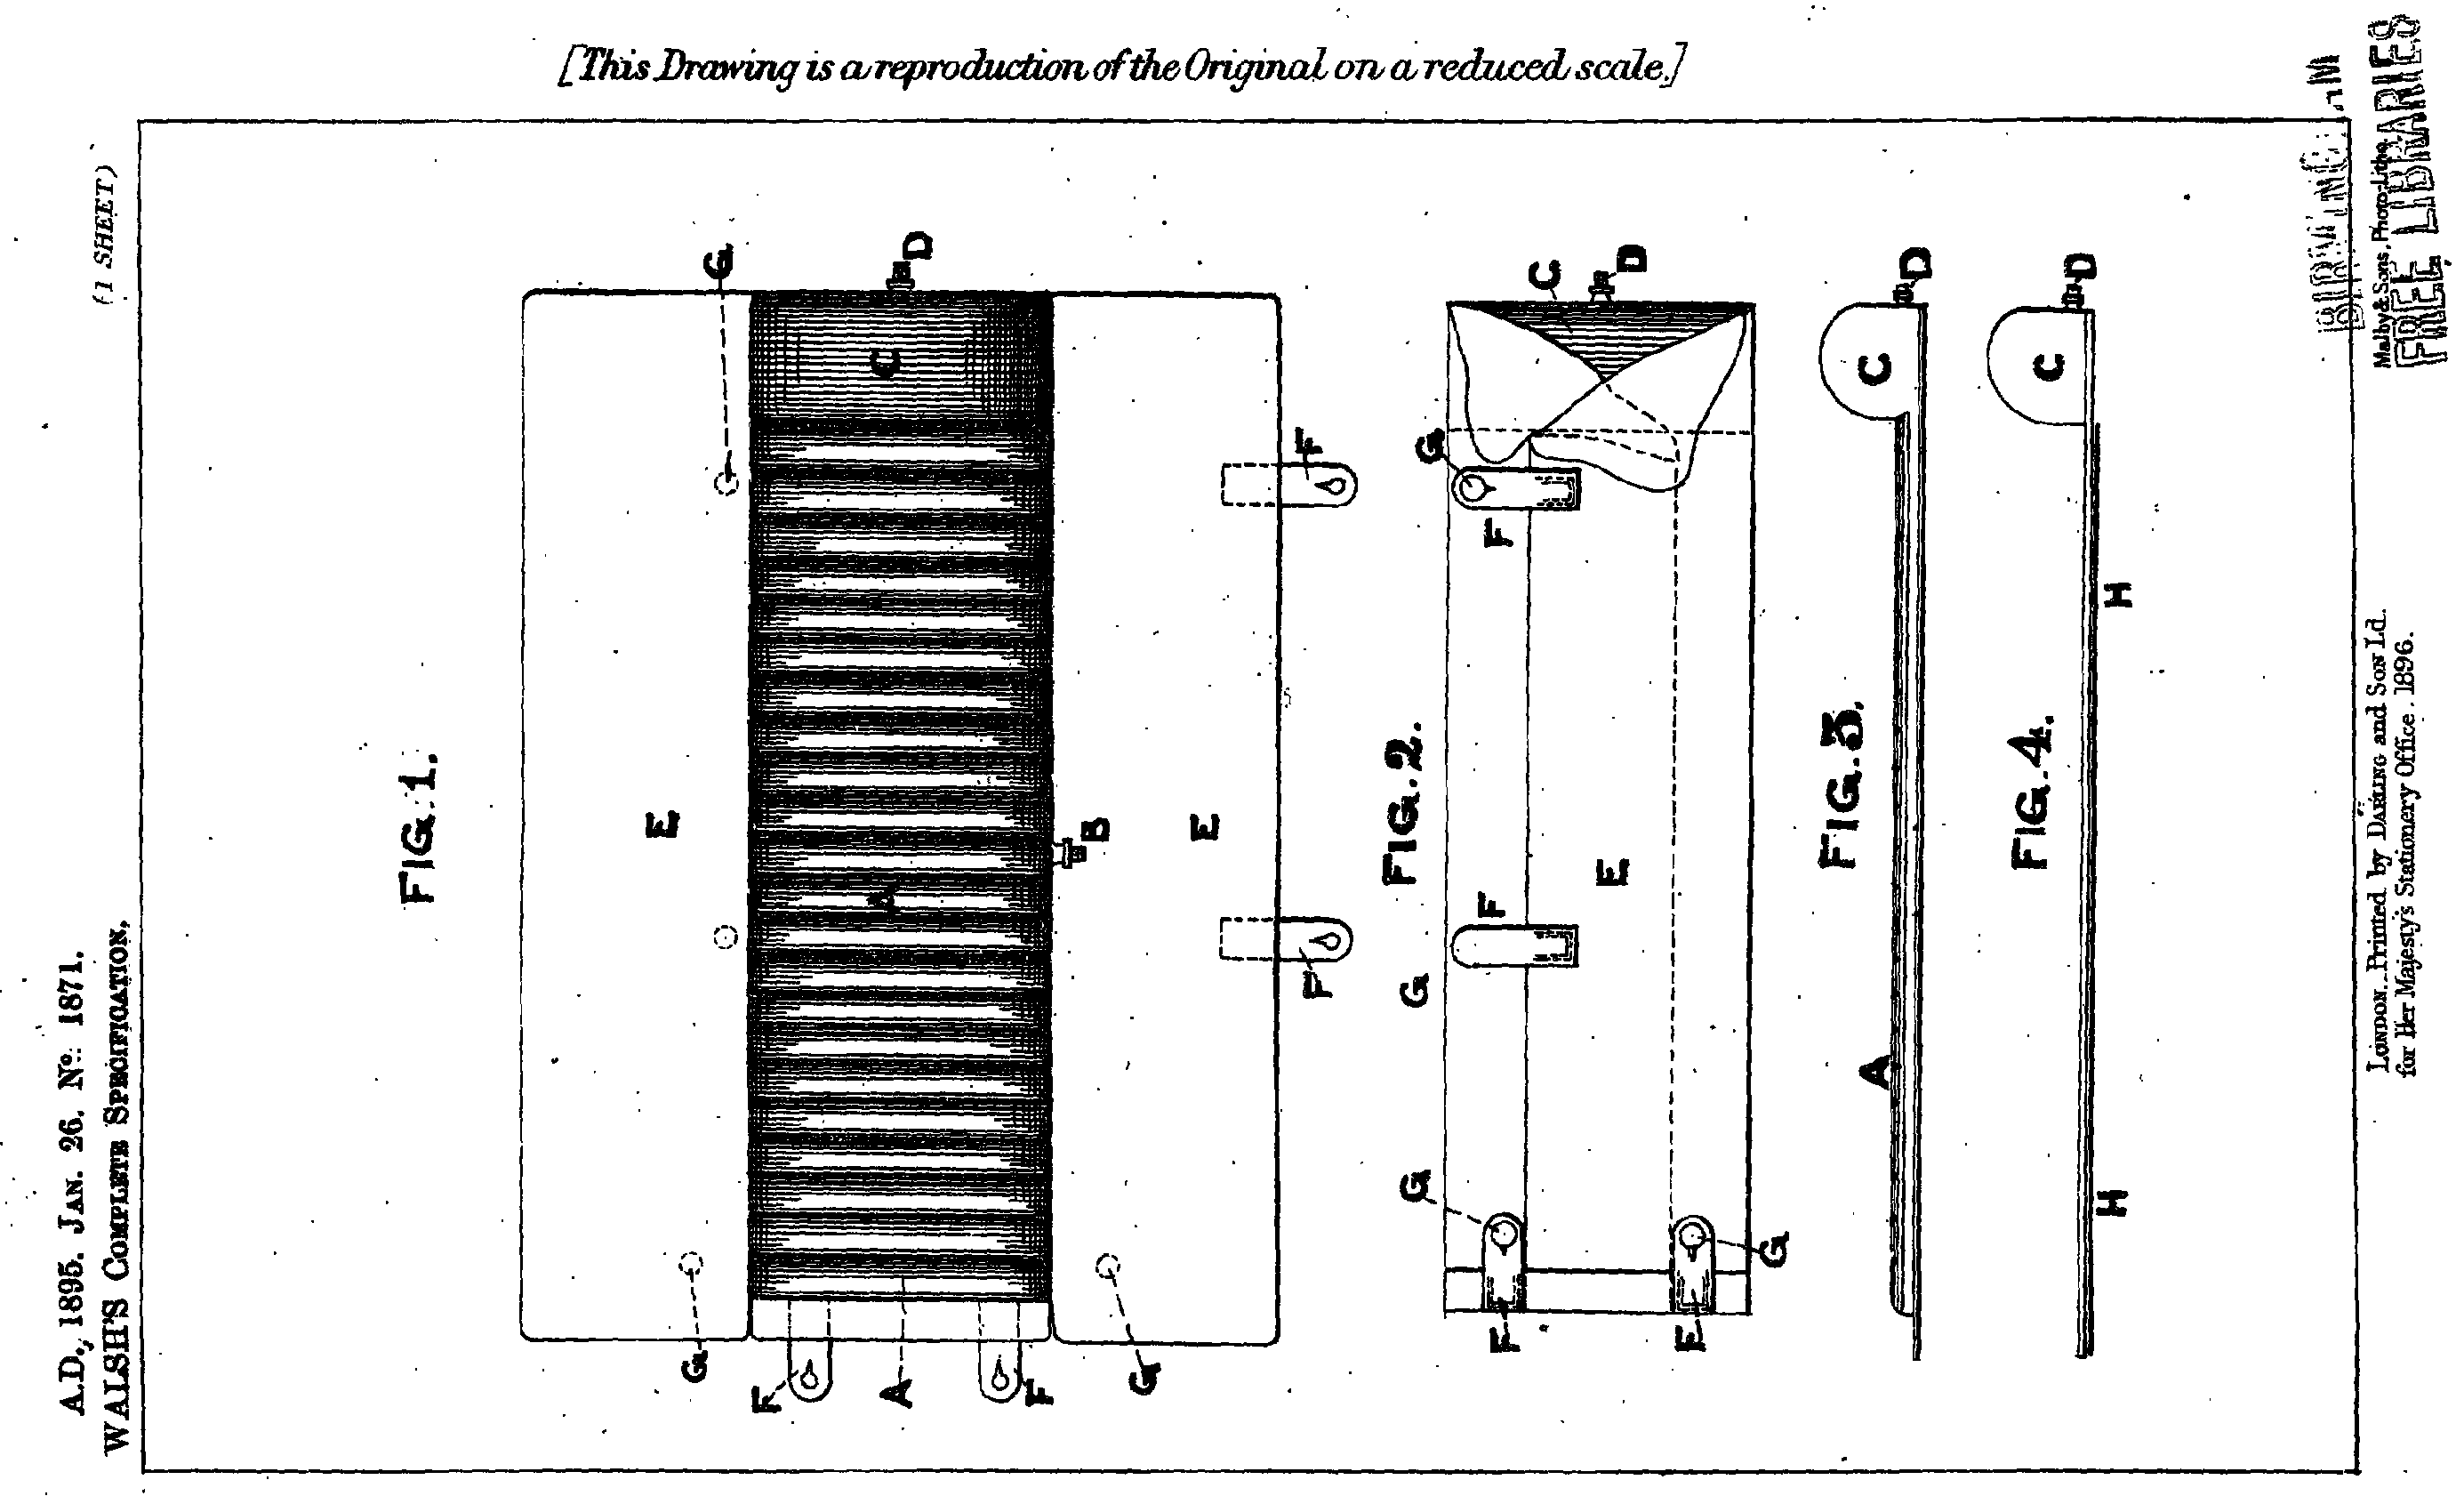 [This Drawing is a reproduction of the Original on a reduced scale.]
A.D. 1895. JAN. 26. No. 1871.
WALSH'S COMPLETE SPECIFICATION.
(1 SHEET)
FIG. 1.
G
D
C
F
E
E
B
A
F
G
F
A
F
G
FIG. 2.
C
D
G
F
F
E
G
G
G
F
E
FIG. 3.
D
C
A
FIG. 4.
D
C
H
H
LONDON. Printed by DARLING and SON Ld.
for Her Majesty's Stationery Office. 1896.
Malby & Sons, Photo-Litho.
FREE LIBRARIES